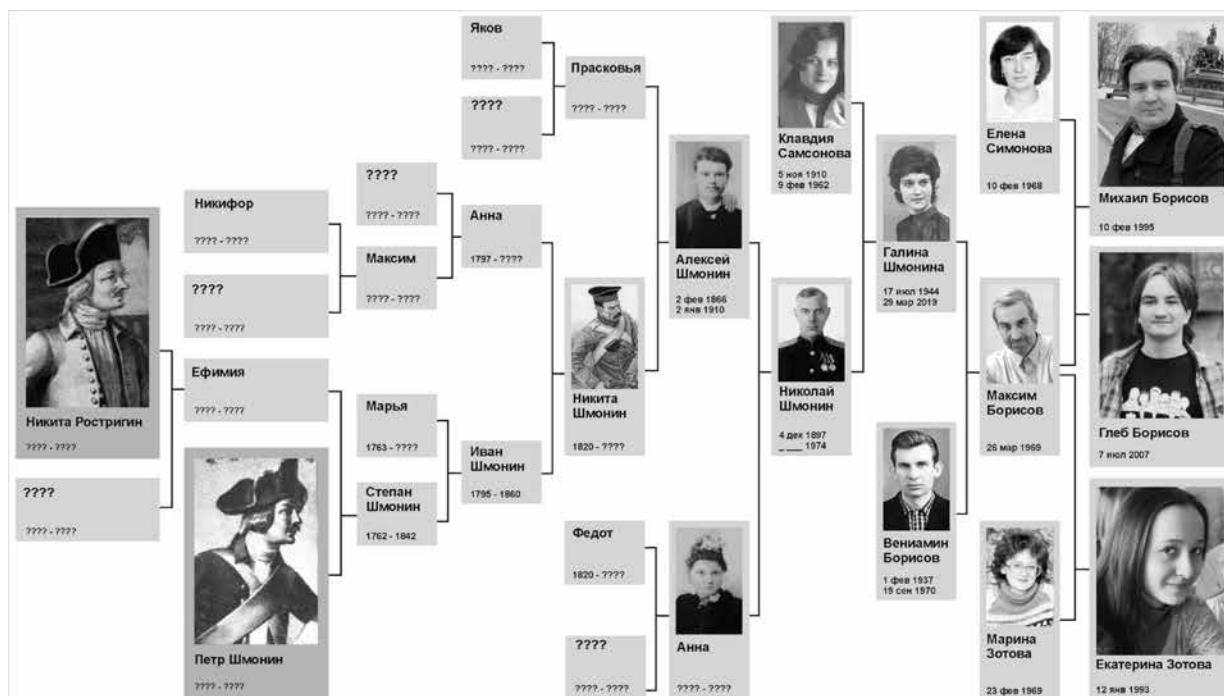 Никита Ростригин
???? - ????
????
???? - ????
Никифор
???? - ????
????
???? - ????
Ефимия
???? - ????
Петр Шмонин
???? - ????
????
???? - ????
Максим
???? - ????
Марья
1763 - ????
Степан
Шмонин
1762 - 1842
Яков
???? - ????
????
???? - ????
Анна
1797 - ????
Иван
Шмонин
1795 - 1860
Прасковья
???? - ????
Никита
Шмонин
1820 - ????
Федот
1820 - ????
????
???? - ????
Алексей
Шмонин
2 фев 1866
2 янв 1910
Анна
???? - ????
Клавдия
Самсонова
5 ноя 1910
9 фев 1962
Николай
Шмонин
4 дек 1897
_ ___ 1974
Галина
Шмонина
17 июл 1944
29 мар 2019
Вениамин
Борисов
1 фев 1937
19 сен 1970
Елена
Симонова
10 фев 1968
Максим
Борисов
26 мар 1969
Марина
Зотова
23 фев 1969
Михаил Борисов
10 фев 1995
Глеб Борисов
7 июл 2007
Екатерина Зотова
12 янв 1993